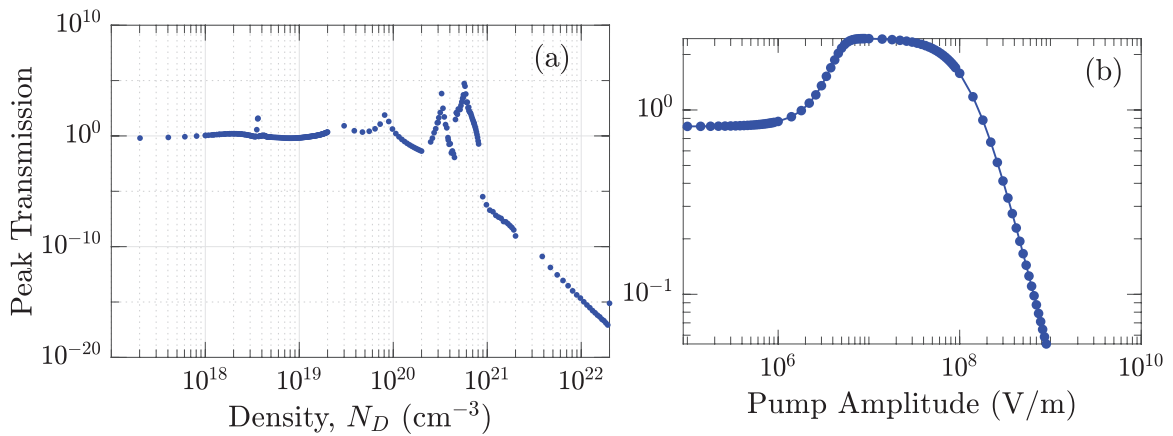 Peak Transmission
10^10
10^0
10^−10
10^−20
(a)
10^18
10^19
10^20
10^21
10^22
Density, N_D (cm^−3)
10^0
10^−1
(b)
10^6
10^8
10^10
Pump Amplitude (V/m)